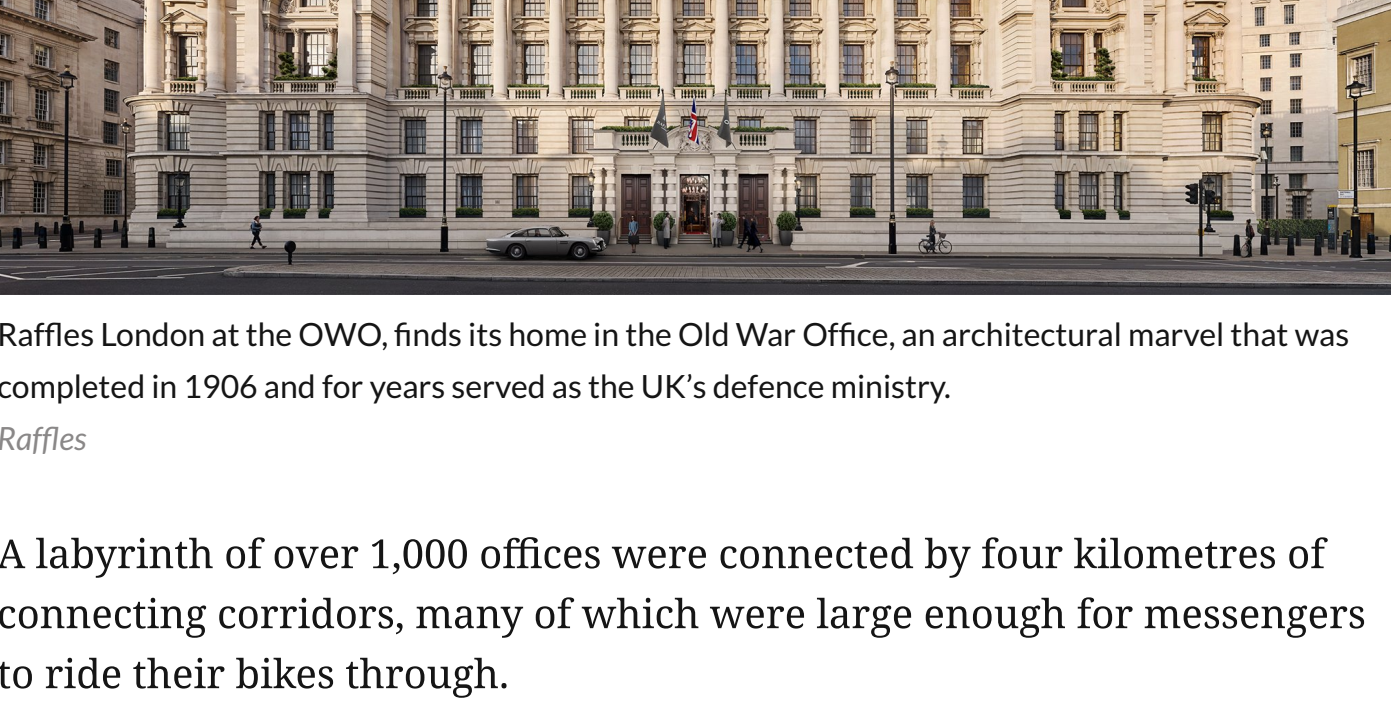 Raffles London at the OWO, finds its home in the Old War Office, an architectural marvel that was
completed in 1906 and for years served as the UK’s defence ministry.
Raffles
A labyrinth of over 1,000 offices were connected by four kilometres of
connecting corridors, many of which were large enough for messengers
to ride their bikes through.